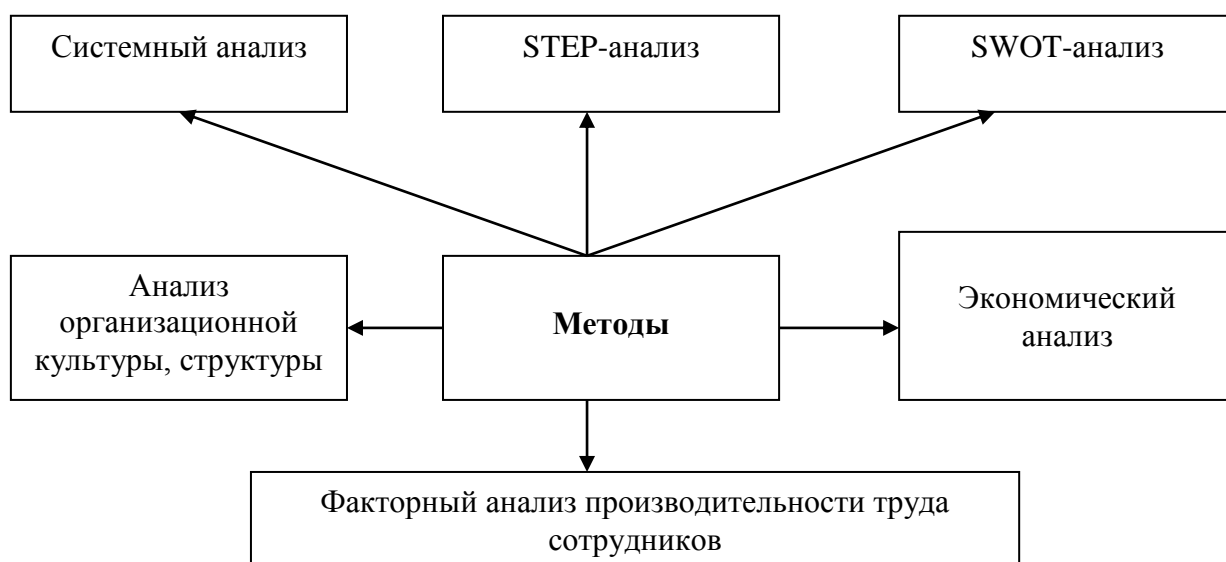 Системный анализ
STEP-анализ
SWOT-анализ
Анализ
организационной
культуры, структуры
Методы
Экономический
анализ
Факторный анализ производительности труда
сотрудников